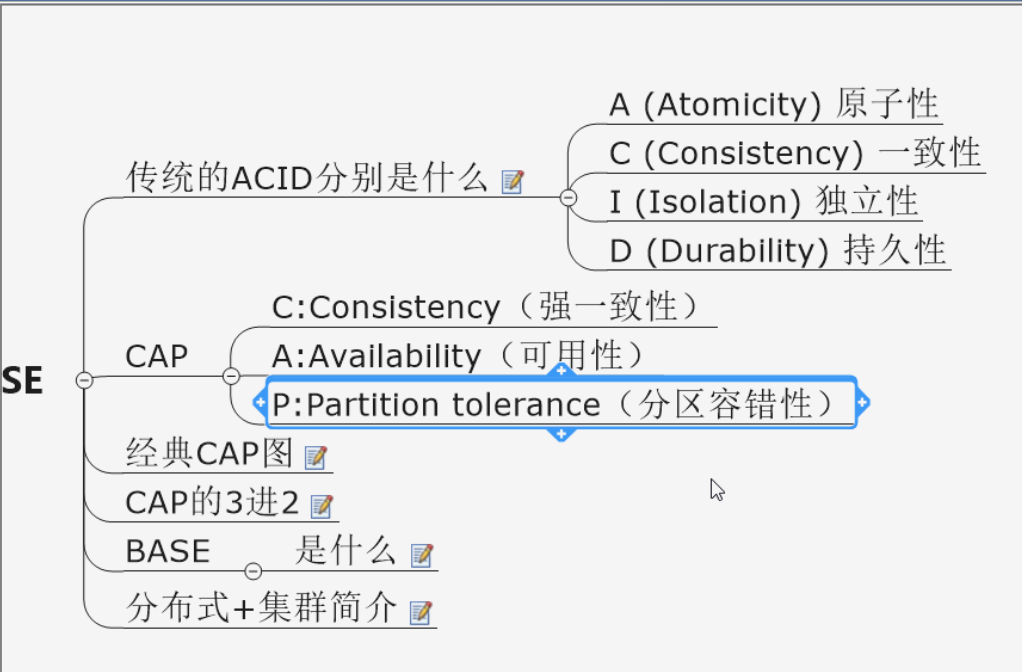 A (Atomicity) 原子性
C (Consistency) 一致性
传统的ACID分别是什么
I (Isolation) 独立性
D (Durability) 持久性
C:Consistency（强一致性）
CAP
A:Availability（可用性）
SE
P:Partition tolerance（分区容错性）
经典CAP图
CAP的3进2
BASE 是什么
分布式+集群简介